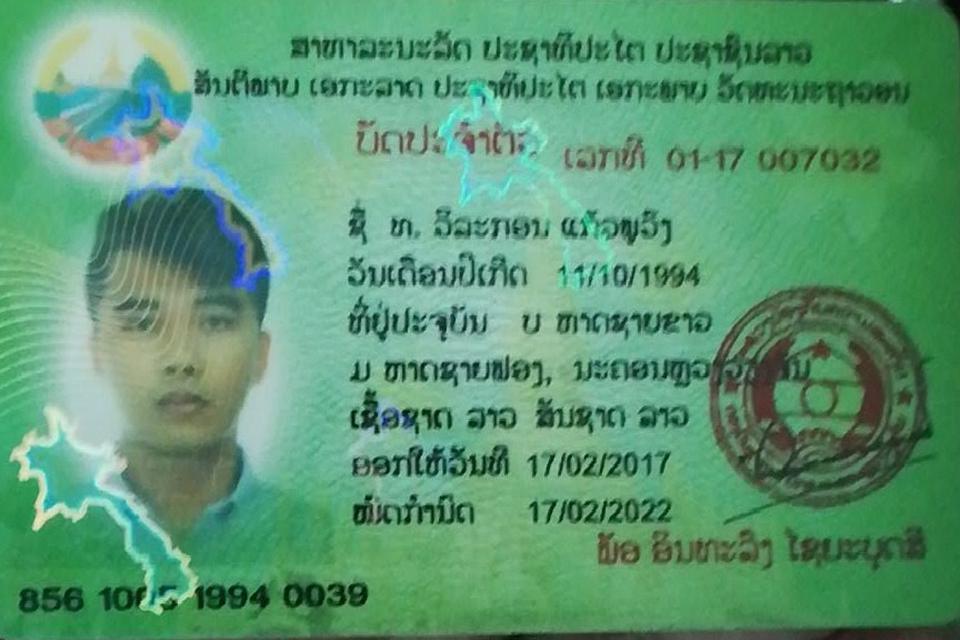 ສາທາລະນະລັດ ປະຊາທິປະໄຕ ປະຊາຊົນລາວ
ສັນຕິພາບ ເອກະລາດ ປະຊາທິປະໄຕ ເອກະພາບ ວັດທະນະຖາວອນ
ບັດປະຈຳຕົວ ເລກທີ 01-17 007032
ຊື່ ທ. ວິລະກອນ ແກ້ວພູວົງ
ວັນເດືອນປີເກີດ 11/10/1994
ທີ່ຢູ່ປະຈຸບັນ ບ ຫາດຊາຍຂາວ
ມ ຫາດຊາຍຟອງ, ນະຄອນຫຼວງວຽງຈັນ
ເຊື້ອຊາດ ລາວ ສັນຊາດ ລາວ
ອອກໃຫ້ວັນທີ 17/02/2017
ໝົດກຳນົດ 17/02/2022
ພັອ ອິນທະລົງ ໄຊຍະບຸດສີ
856 1994 0039